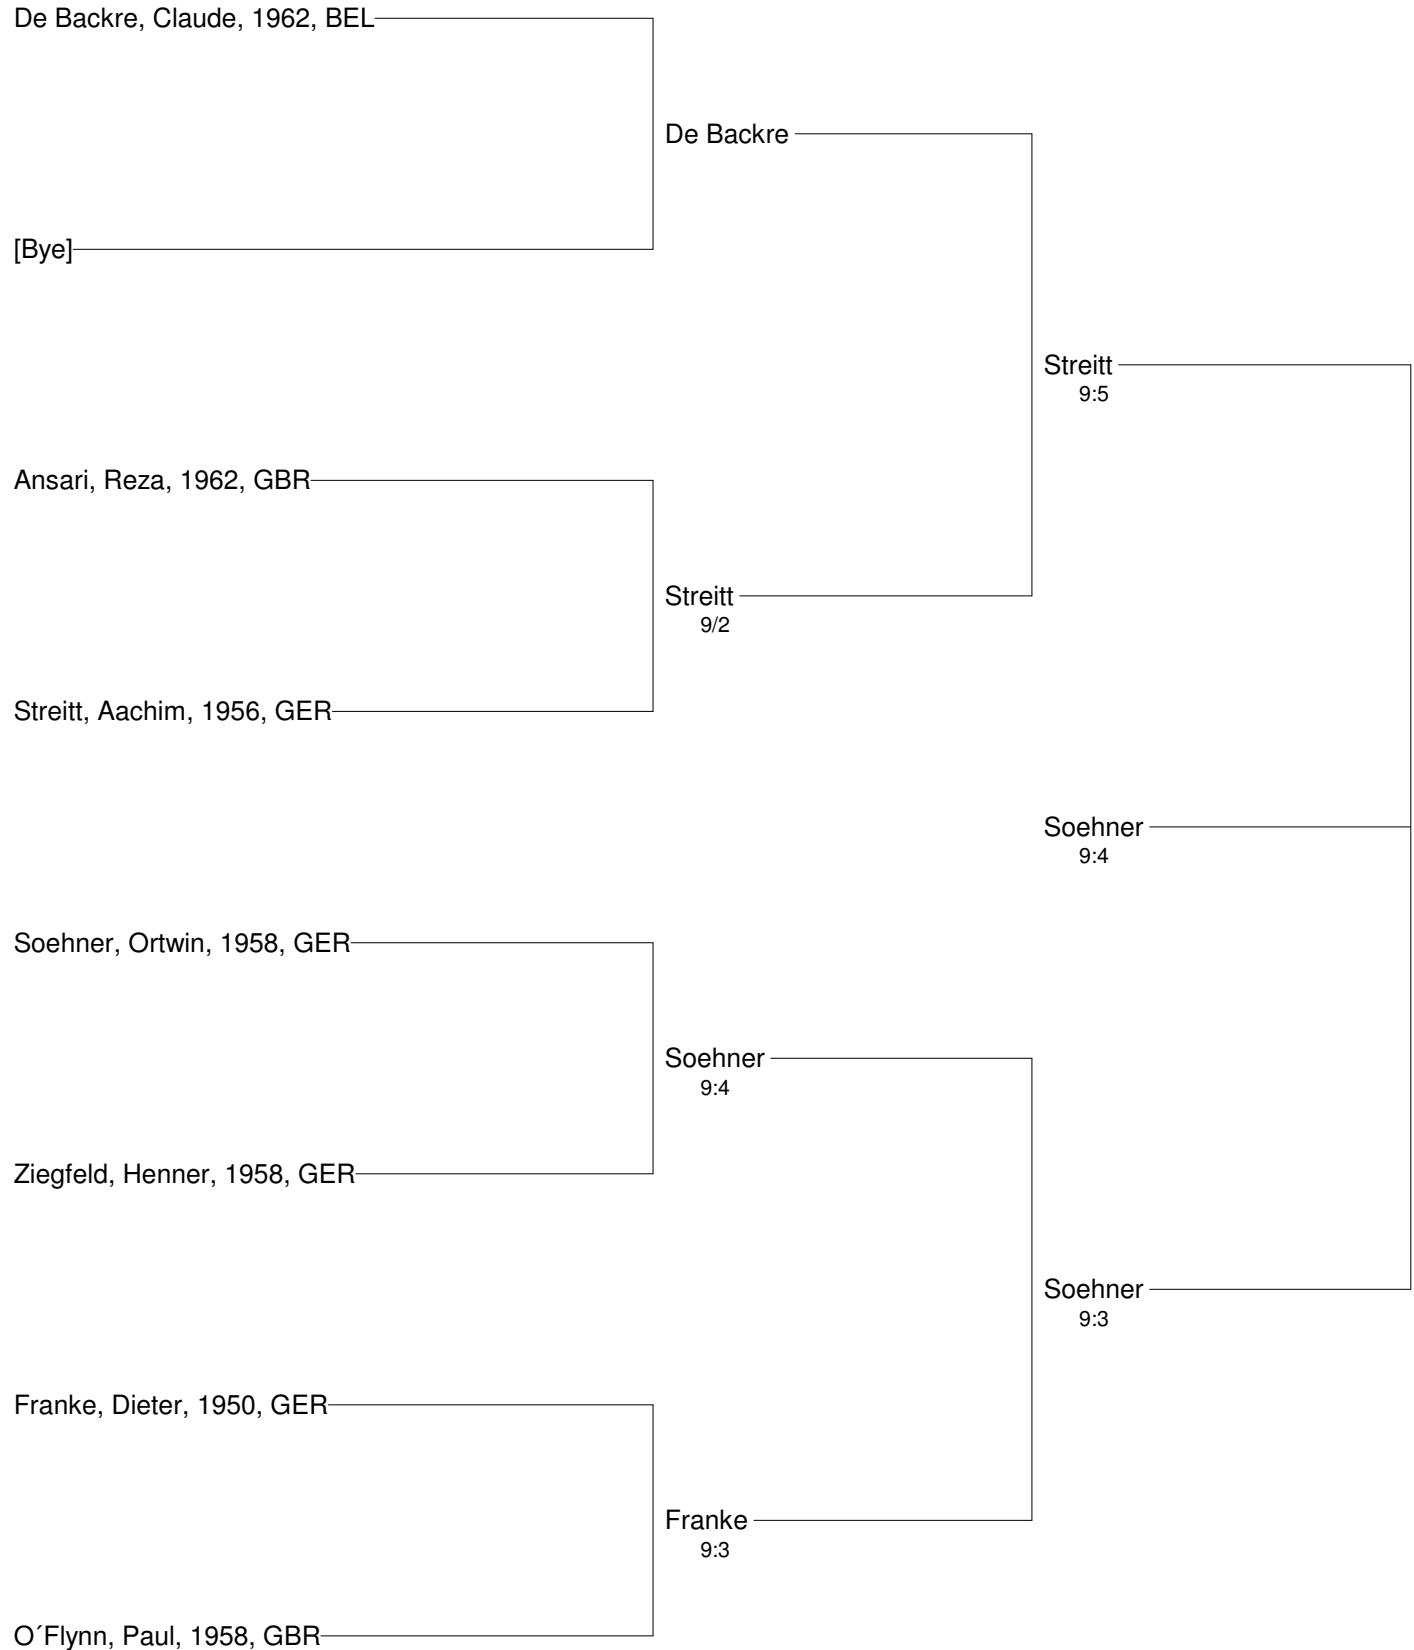 De Backre, Claude, 1962, BEL
De Backre
[Bye]
Streitt
9:5
Ansari, Reza, 1962, GBR
Streitt
9/2
Streitt, Aachim, 1956, GER
Soehner
9:4
Soehner, Ortwin, 1958, GER
Soehner
9:4
Ziegfeld, Henner, 1958, GER
Soehner
9:3
Franke, Dieter, 1950, GER
Franke
9:3
O´Flynn, Paul, 1958, GBR